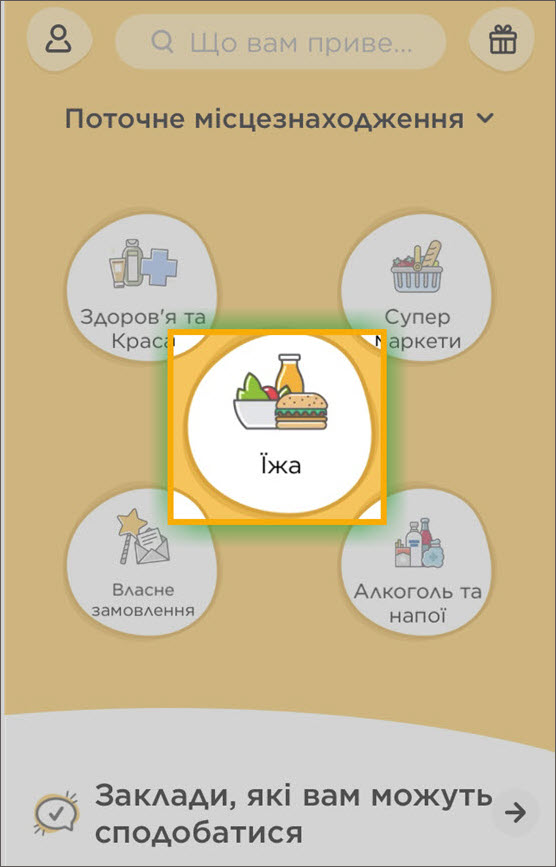 Що вам приве...
Поточне місцезнаходження
Здоров'я та
Краса
Супер
маркети
Їжа
Власне
замовлення
Алкоголь та
напої
Заклади, які вам можуть
сподобатися